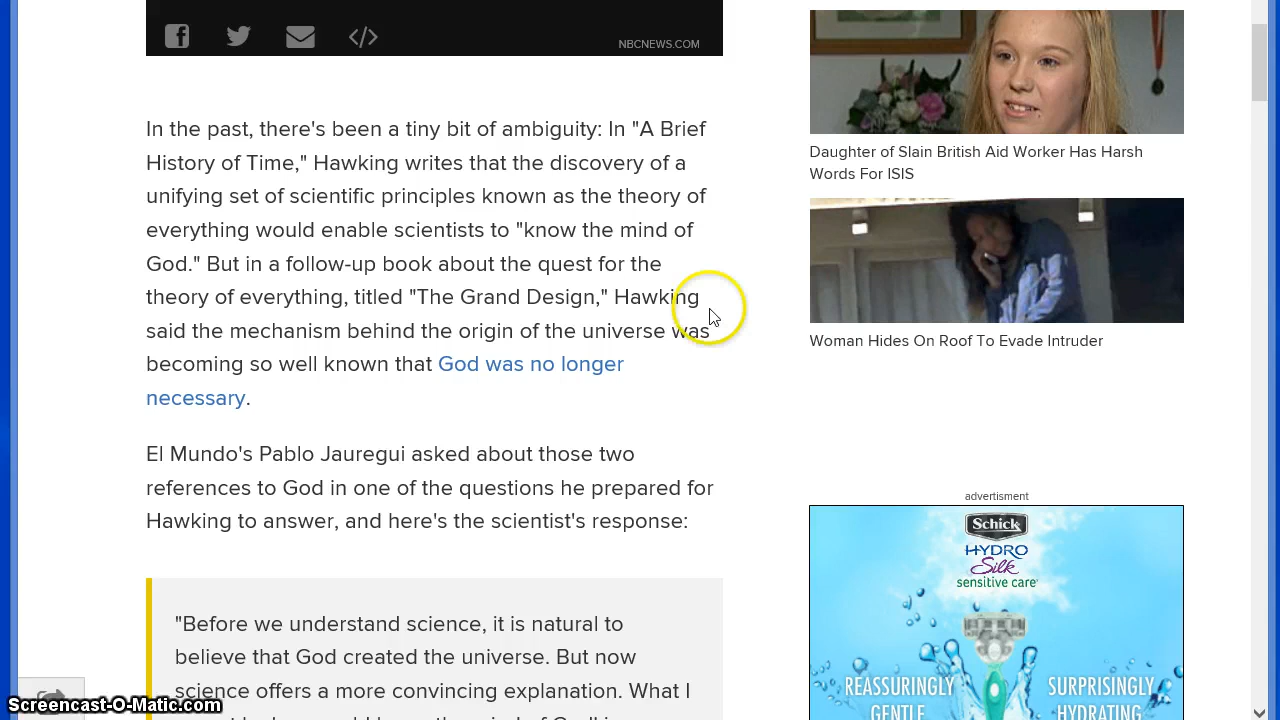 NBCNEWS.COM
In the past, there's been a tiny bit of ambiguity: In "A Brief
History of Time," Hawking writes that the discovery of a
unifying set of scientific principles known as the theory of
everything would enable scientists to "know the mind of
God." But in a follow-up book about the quest for the
theory of everything, titled "The Grand Design," Hawking
said the mechanism behind the origin of the universe was
becoming so well known that God was no longer
necessary.
El Mundo's Pablo Jauregui asked about those two
references to God in one of the questions he prepared for
Hawking to answer, and here's the scientist's response:
"Before we understand science, it is natural to
believe that God created the universe. But now
science offers a more convincing explanation. What I
Daughter of Slain British Aid Worker Has Harsh
Words For ISIS
Woman Hides On Roof To Evade Intruder
advertisment
Schick
HYDRO
Silk
sensitive care
REASSURINGLY
GENTLE
SURPRISINGLY
HYDRATING
Screencast-O-Matic.com